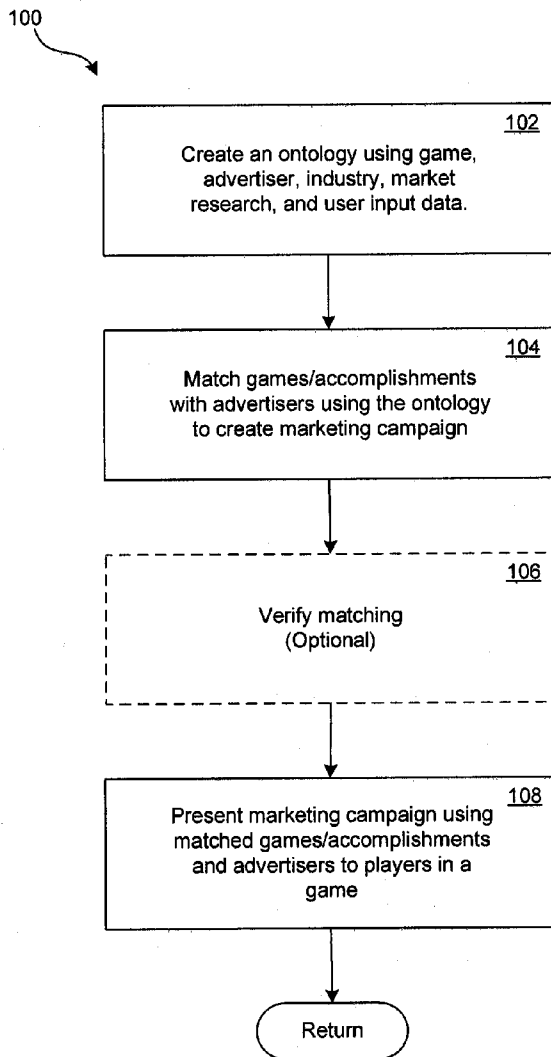 100
102
Create an ontology using game,
advertiser, industry, market
research, and user input data.
104
Match games/accomplishments
with advertisers using the ontology
to create marketing campaign
106
Verify matching
(Optional)
108
Present marketing campaign using
matched games/accomplishments
and advertisers to players in a
game
Return